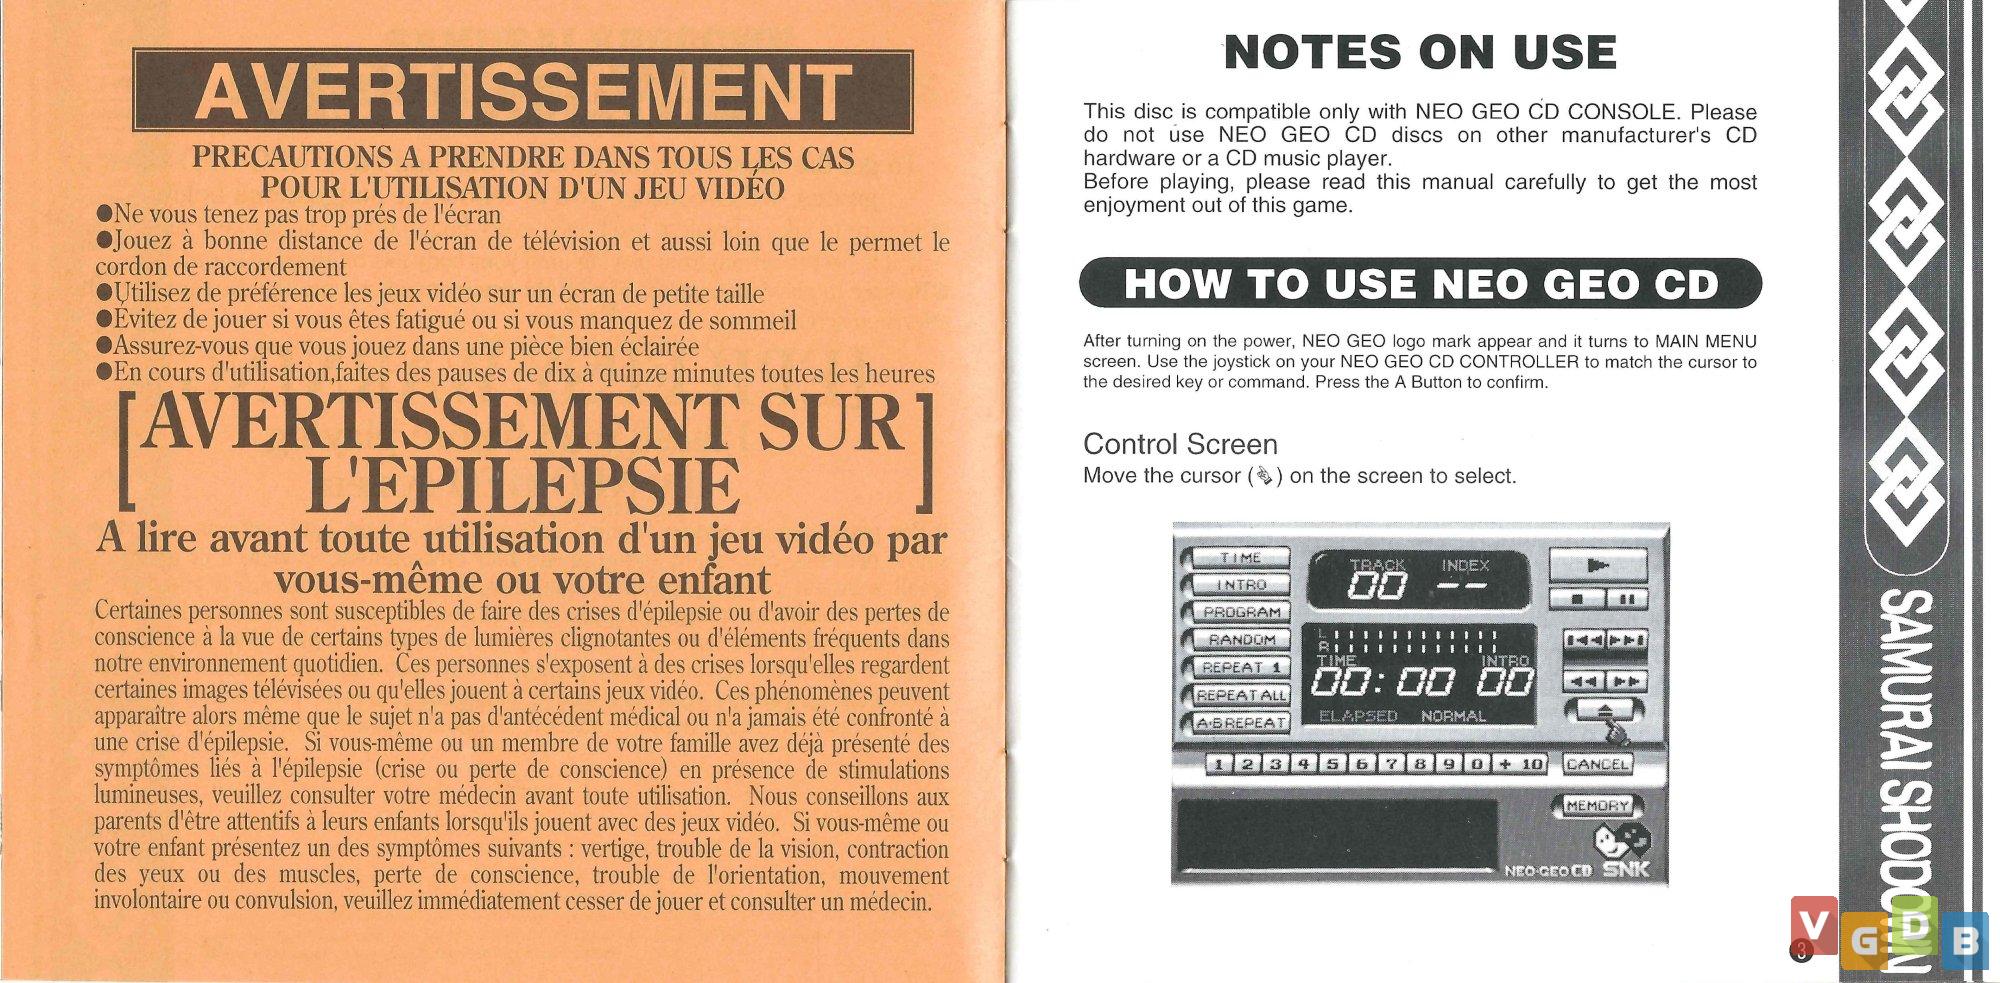 AVERTISSEMENT
PRECAUTIONS A PRENDRE DANS TOUS LES CAS
POUR L'UTILISATION D'UN JEU VIDÉO
●Ne vous tenez pas trop prés de l'écran
●Jouez à bonne distance de l'écran de télévision et aussi loin que le permet le
cordon de raccordement
●Utilisez de préférence les jeux vidéo sur un écran de petite taille
●Évitez de jouer si vous êtes fatigué ou si vous manquez de sommeil
●Assurez-vous que vous jouez dans une pièce bien éclairée
●En cours d'utilisation,faites des pauses de dix à quinze minutes toutes les heures
[AVERTISSEMENT SUR
L'EPILEPSIE]
A lire avant toute utilisation d'un jeu vidéo par
vous-même ou votre enfant
Certaines personnes sont susceptibles de faire des crises d'épilepsie ou d'avoir des pertes de
conscience à la vue de certains types de lumières clignotantes ou d'éléments fréquents dans
notre environnement quotidien. Ces personnes s'exposent à des crises lorsqu'elles regardent
certaines images télévisées ou qu'elles jouent à certains jeux vidéo. Ces phénomènes peuvent
apparaître alors même que le sujet n'a pas d'antécédent médical ou n'a jamais été confronté à
une crise d'épilepsie. Si vous-même ou un membre de votre famille avez déjà présenté des
symptômes liés à l'épilepsie (crise ou perte de conscience) en présence de stimulations
lumineuses, veuillez consulter votre médecin avant toute utilisation. Nous conseillons aux
parents d'être attentifs à leurs enfants lorsqu'ils jouent avec des jeux vidéo. Si vous-même ou
votre enfant présentez un des symptômes suivants : vertige, trouble de la vision, contraction
des yeux ou des muscles, perte de conscience, trouble de l'orientation, mouvement
involontaire ou convulsion, veuillez immédiatement cesser de jouer et consulter un médecin.
NOTES ON USE
This disc is compatible only with NEO GEO CD CONSOLE. Please
do not use NEO GEO CD discs on other manufacturer's CD
hardware or a CD music player.
Before playing, please read this manual carefully to get the most
enjoyment out of this game.
HOW TO USE NEO GEO CD
After turning on the power, NEO GEO logo mark appear and it turns to MAIN MENU
screen. Use the joystick on your NEO GEO CD CONTROLLER to match the cursor to
the desired key or command. Press the A Button to confirm.
Control Screen
Move the cursor ( ) on the screen to select.
TIME
INTRO
PROGRAM
RANDOM
REPEAT 1
REPEAT ALL
A-B REPEAT
TRACK INDEX
00 --
L
R
TIME INTRO
00:00 00
ELAPSED NORMAL
1 2 3 4 5 6 7 8 9 0 + 10 CANCEL
MEMORY
NEO·GEO CD SNK
SAMURAI SHODOWN
3
VGDB